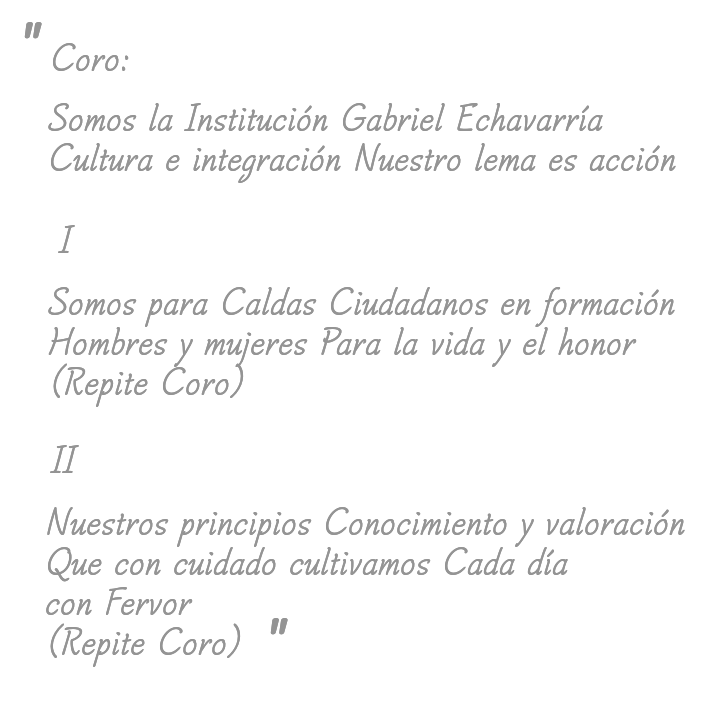 " Coro:
Somos la Institución Gabriel Echavarría
Cultura e integración Nuestro lema es acción
I
Somos para Caldas Ciudadanos en formación
Hombres y mujeres Para la vida y el honor
(Repite Coro)
II
Nuestros principios Conocimiento y valoración
Que con cuidado cultivamos Cada día
con Fervor
(Repite Coro) "